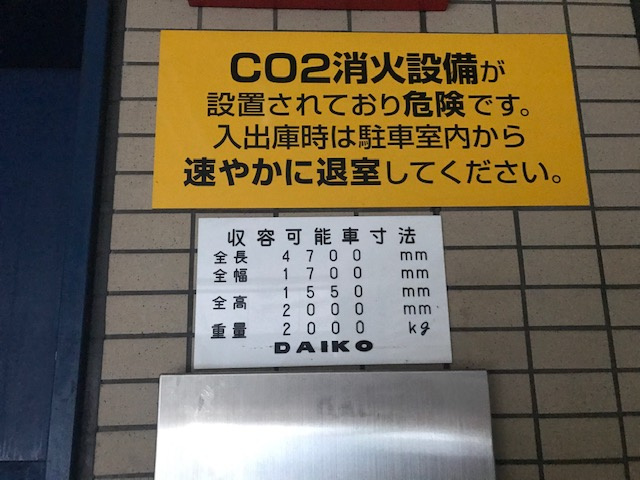 CO2消火設備が
設置されており危険です。
入出庫時は駐車室内から
速やかに退室してください。
収容可能車寸法
全長 4700 mm
全幅 1700 mm
全高 1550 mm
2000 mm
重量 2000 kg
DAIKO